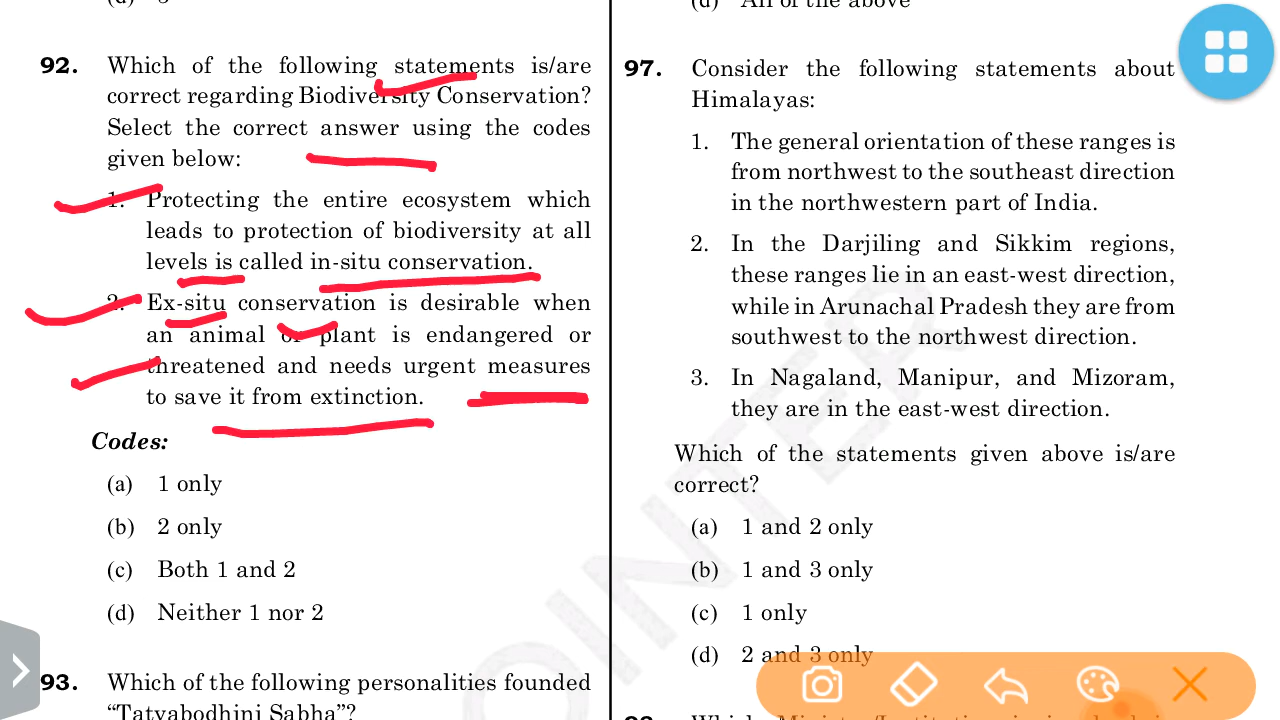 92. Which of the following statements is/are
correct regarding Biodiversity Conservation?
Select the correct answer using the codes
given below:
1. Protecting the entire ecosystem which
leads to protection of biodiversity at all
levels is called in-situ conservation.
2. Ex-situ conservation is desirable when
an animal or plant is endangered or
threatened and needs urgent measures
to save it from extinction.
Codes:
(a) 1 only
(b) 2 only
(c) Both 1 and 2
(d) Neither 1 nor 2
93. Which of the following personalities founded
“Tatvabodhini Sabha”?
(d) All of the above
97. Consider the following statements about
Himalayas:
1. The general orientation of these ranges is
from northwest to the southeast direction
in the northwestern part of India.
2. In the Darjiling and Sikkim regions,
these ranges lie in an east-west direction,
while in Arunachal Pradesh they are from
southwest to the northwest direction.
3. In Nagaland, Manipur, and Mizoram,
they are in the east-west direction.
Which of the statements given above is/are
correct?
(a) 1 and 2 only
(b) 1 and 3 only
(c) 1 only
(d) 2 and 3 only
OINTER